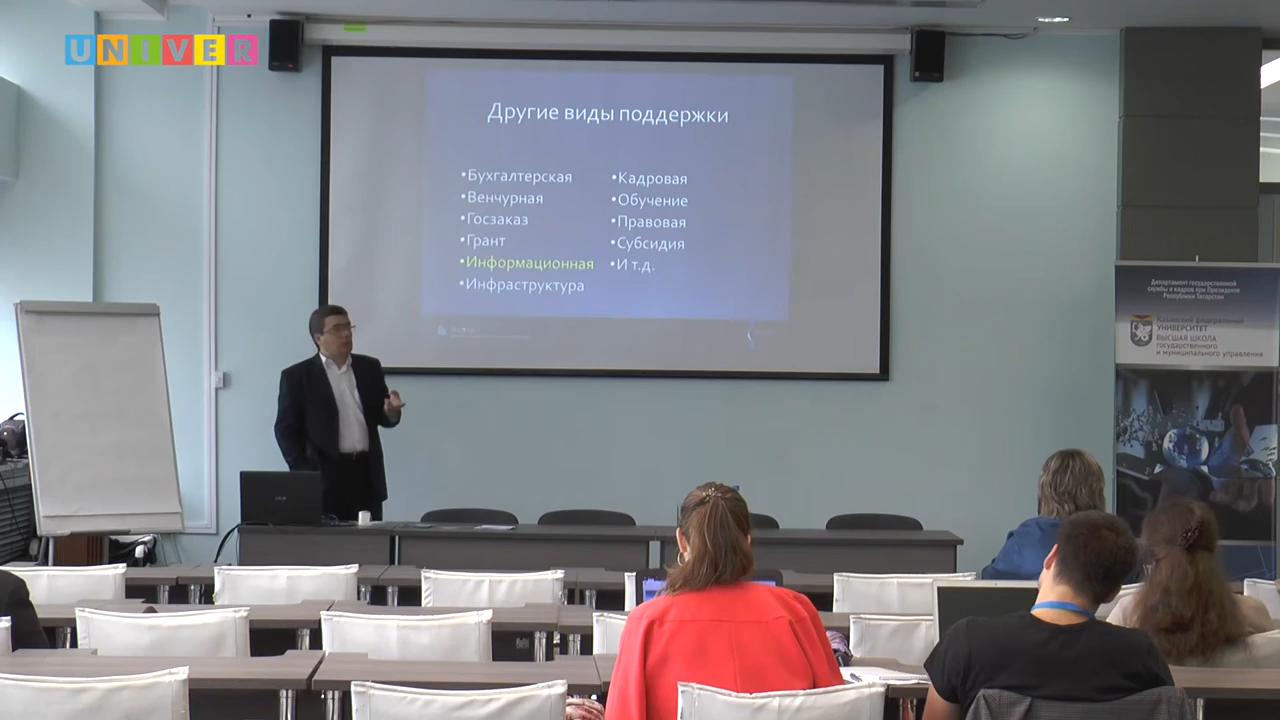 UNIVER
Другие виды поддержки
•Бухгалтерская
•Венчурная
•Госзаказ
•Грант
•Информационная
•Инфраструктура
•Кадровая
•Обучение
•Правовая
•Субсидия
•И т.д.
Департамент государственной
службы и кадров при Президенте
Республики Татарстан
Казанский федеральный
УНИВЕРСИТЕТ
ВЫСШАЯ ШКОЛА
государственного
и муниципального управления